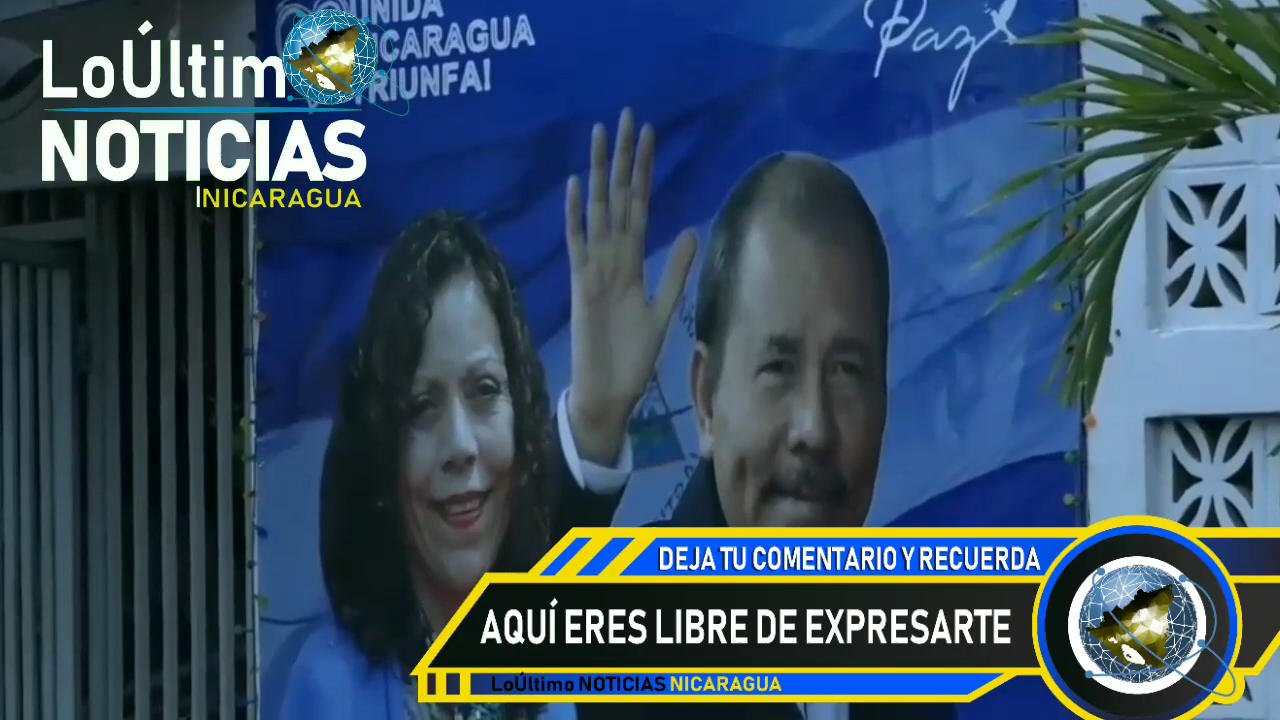 LoÚltimo
NOTICIAS
NICARAGUA
UNIDA
NICARAGUA
TRIUNFA!
Paz
DEJA TU COMENTARIO Y RECUERDA
AQUÍ ERES LIBRE DE EXPRESARTE
LoÚltimo NOTICIAS NICARAGUA